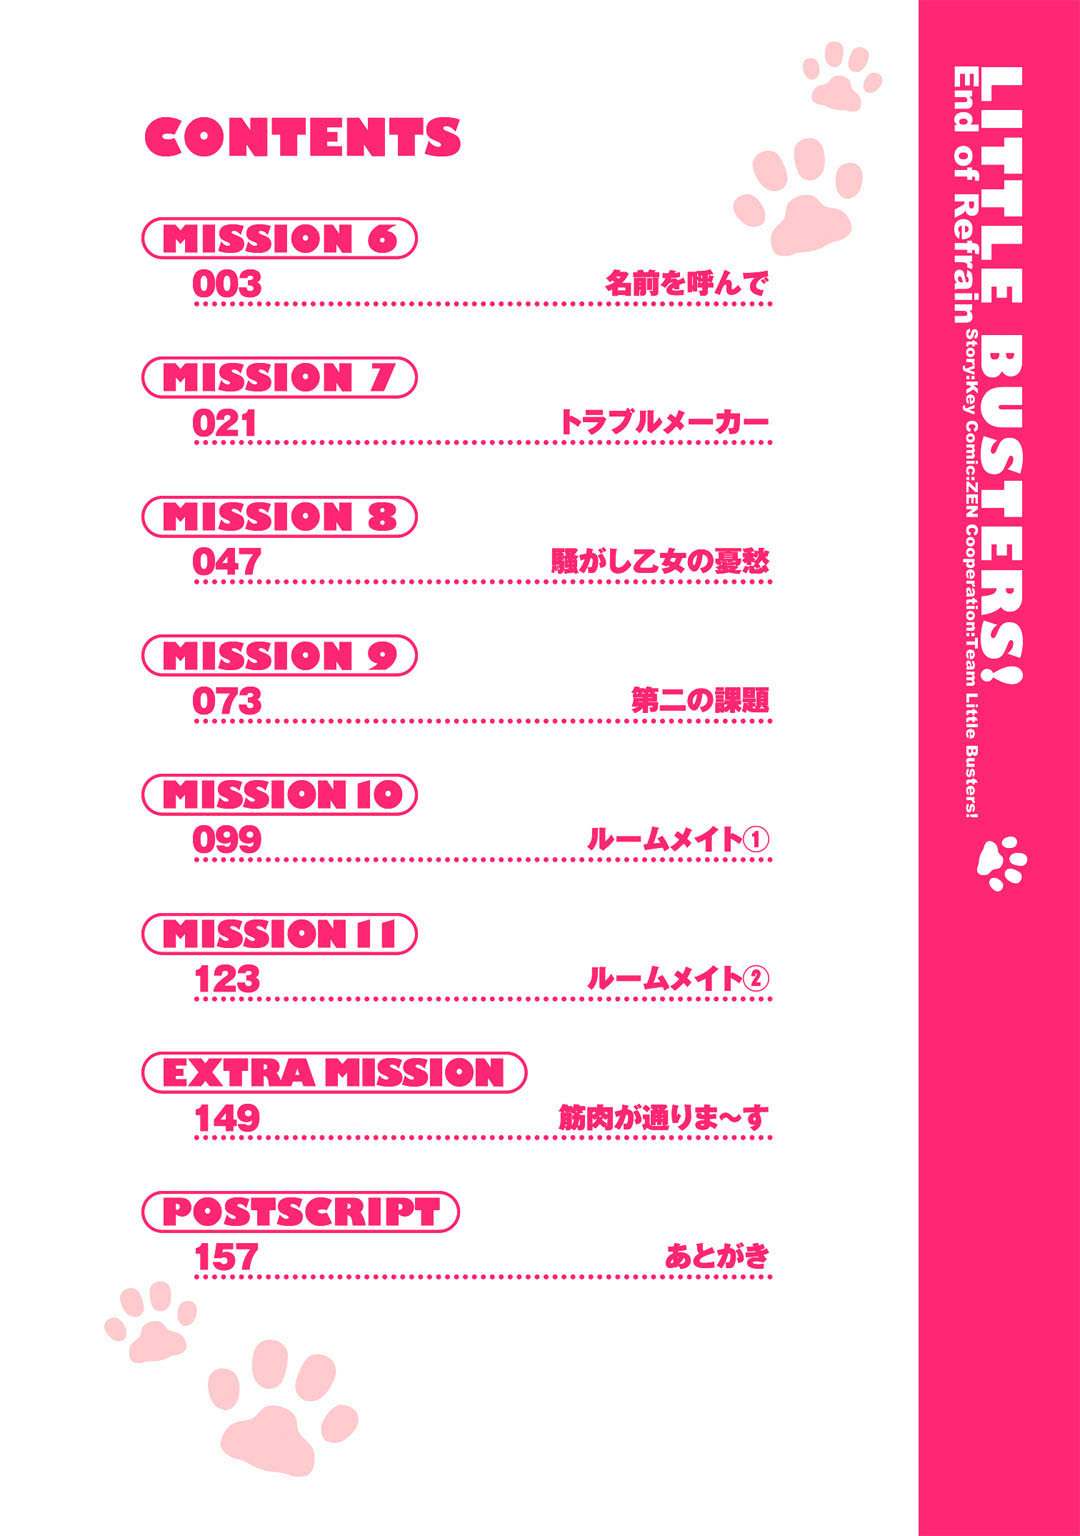 CONTENTS
MISSION 6
003 名前を呼んで
MISSION 7
021 トラブルメーカー
MISSION 8
047 騒がし乙女の憂愁
MISSION 9
073 第二の課題
MISSION 10
099 ルームメイト①
MISSION 11
123 ルームメイト②
EXTRA MISSION
149 筋肉が通りま～す
POSTSCRIPT
157 あとがき
LITTLE BUSTERS!
End of Refrain
Story:Key Comic:ZEN Cooperation:Team Little Busters!